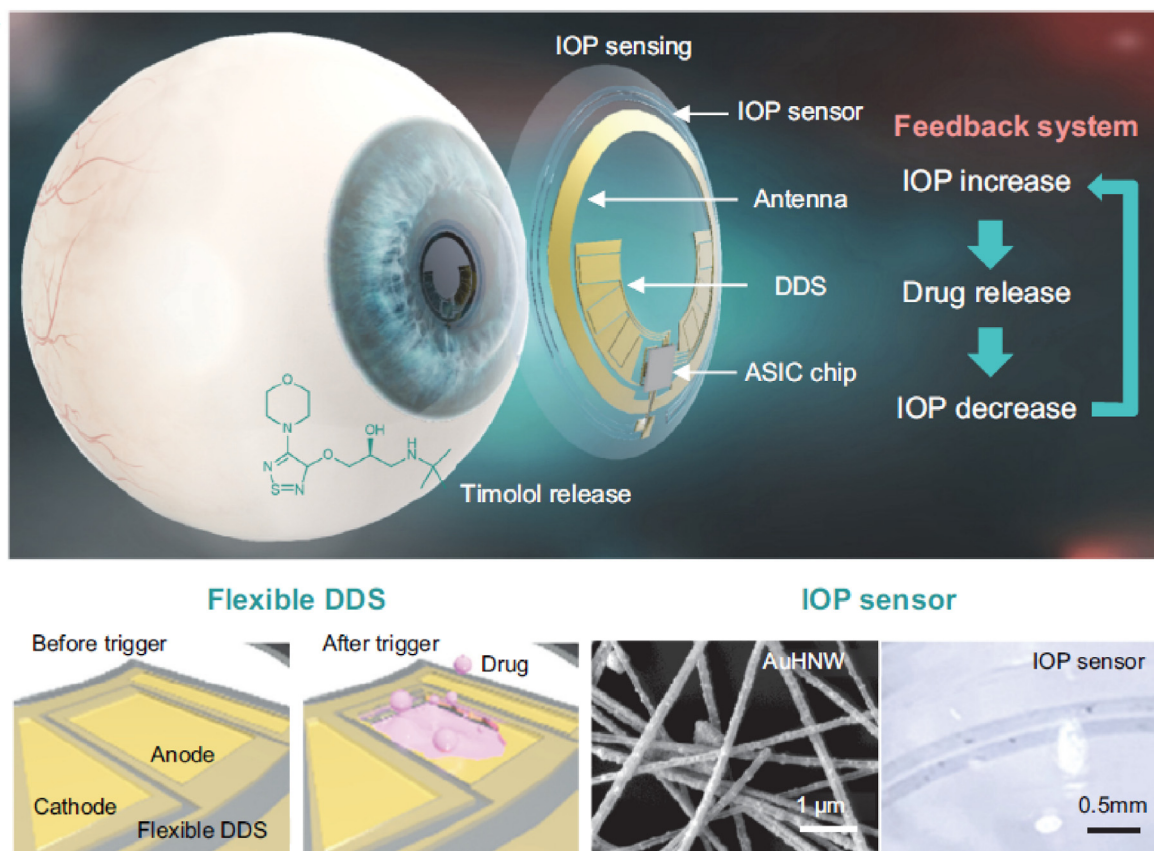 IOP sensing
IOP sensor
Antenna
DDS
ASIC chip
Feedback system
IOP increase
Drug release
IOP decrease
O
N
N
S
N
O
OH
H
N
Timolol release
Flexible DDS
IOP sensor
Before trigger
Anode
Cathode
Flexible DDS
After trigger
Drug
AuHNW
1 μm
IOP sensor
0.5mm